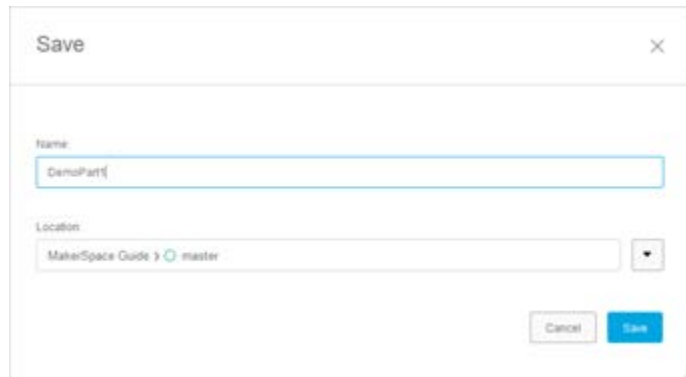 Save
Name:
DemoPart1
Location:
MakerSpace Guide > master
Cancel
Save